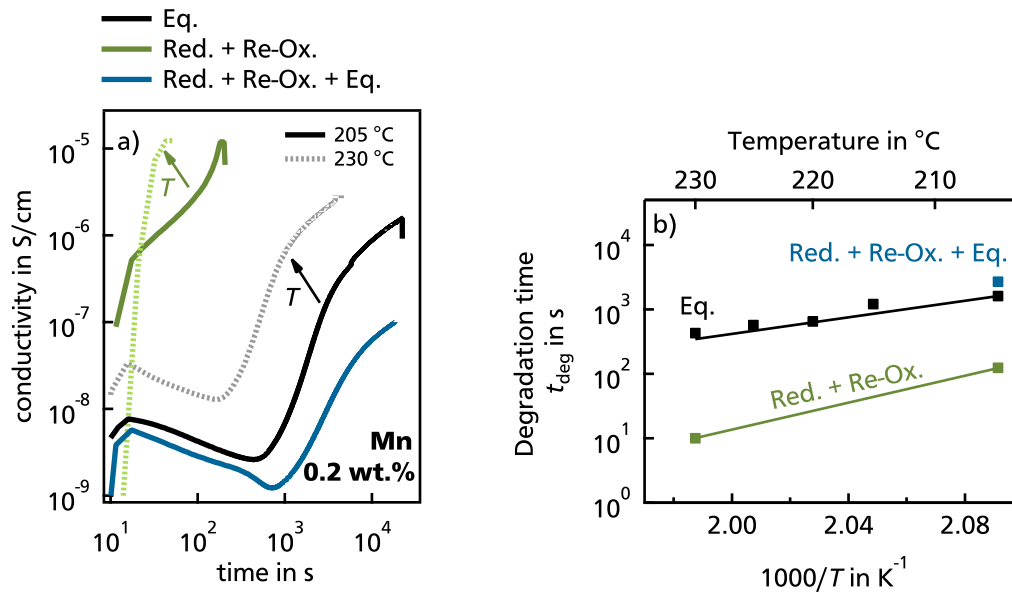 Eq.
Red. + Re-Ox.
Red. + Re-Ox. + Eq.
a)
205 °C
230 °C
T
T
Mn
0.2 wt.%
conductivity in S/cm
10^-5
10^-6
10^-7
10^-8
10^-9
10^1
10^2
10^3
10^4
time in s
Temperature in °C
230
220
210
b)
Red. + Re-Ox. + Eq.
Eq.
Red. + Re-Ox.
Degradation time
t_deg in s
10^4
10^3
10^2
10^1
10^0
2.00
2.04
2.08
1000/T in K^-1